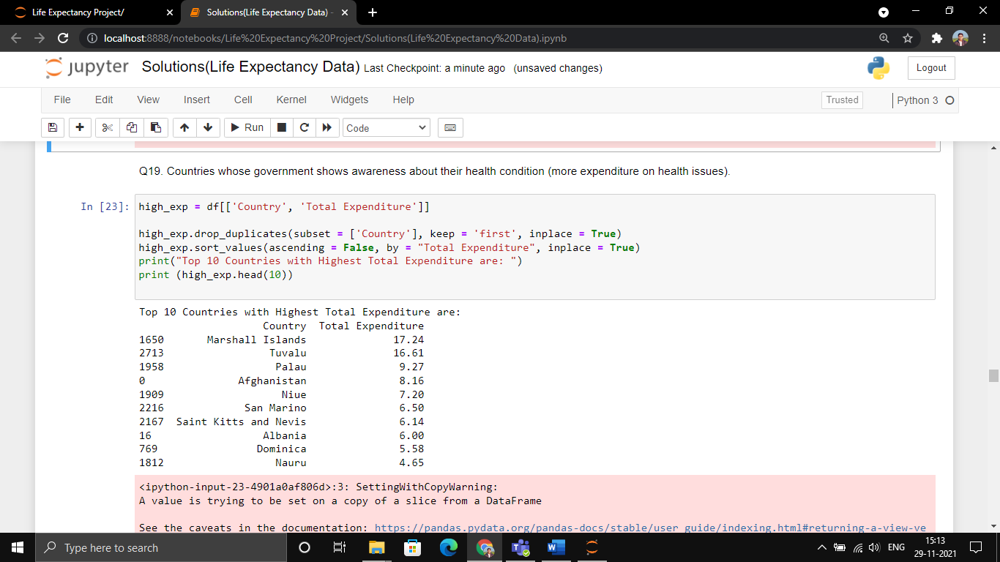 Life Expectancy Project/
Solutions(Life Expectancy Data) -
localhost:8888/notebooks/Life%20Expectancy%20Project/Solutions(Life%20Expectancy%20Data).ipynb
jupyter Solutions(Life Expectancy Data) Last Checkpoint: a minute ago (unsaved changes)
Logout
File Edit View Insert Cell Kernel Widgets Help
Trusted Python 3
Run Code
Q19. Countries whose government shows awareness about their health condition (more expenditure on health issues).
In [23]: high_exp = df[['Country', 'Total Expenditure']]
high_exp.drop_duplicates(subset = ['Country'], keep = 'first', inplace = True)
high_exp.sort_values(ascending = False, by = "Total Expenditure", inplace = True)
print("Top 10 Countries with Highest Total Expenditure are: ")
print (high_exp.head(10))
Top 10 Countries with Highest Total Expenditure are:
Country Total Expenditure
1650 Marshall Islands 17.24
2713 Tuvalu 16.61
1958 Palau 9.27
0 Afghanistan 8.16
1909 Niue 7.20
2216 San Marino 6.50
2167 Saint Kitts and Nevis 6.14
16 Albania 6.00
769 Dominica 5.58
1812 Nauru 4.65
<ipython-input-23-4901a0af806d>:3: SettingWithCopyWarning:
A value is trying to be set on a copy of a slice from a DataFrame
See the caveats in the documentation: https://pandas.pydata.org/pandas-docs/stable/user_guide/indexing.html#returning-a-view-ve
Type here to search
ENG
15:13
29-11-2021